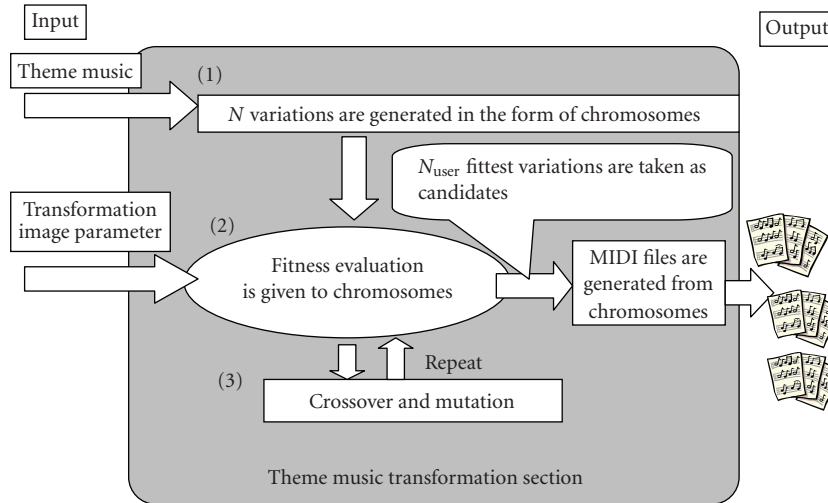 Input
Output
Theme music
(1)
N variations are generated in the form of chromosomes
N_user fittest variations are taken as
candidates
Transformation
image parameter
(2)
Fitness evaluation
is given to chromosomes
MIDI files are
generated from
chromosomes
Repeat
(3)
Crossover and mutation
Theme music transformation section